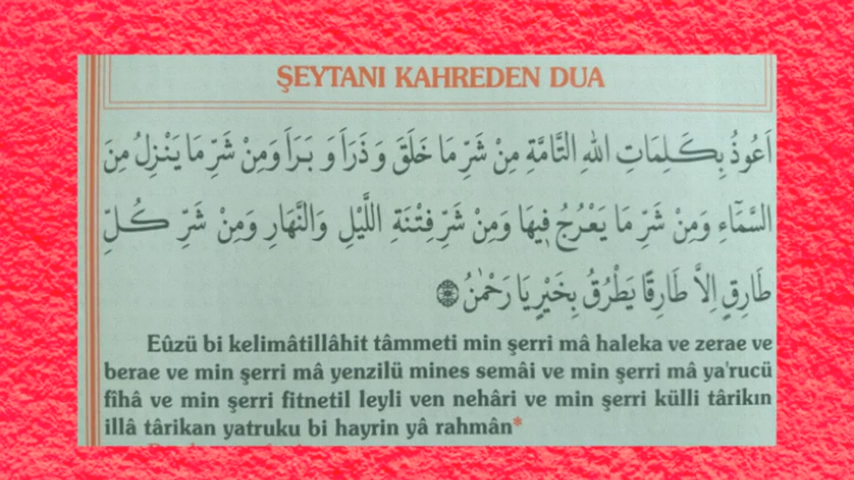 ŞEYTANI KAHREDEN DUA
اَعُوذُ بِكَلِمَاتِ اللهِ التَّامَّةِ مِنْ شَرِّ مَا خَلَقَ وَ ذَرَاَ وَ بَرَاَ وَمِنْ شَرِّ مَا يَنْزِلُ مِنَ
السَّمَٓاءِ وَمِنْ شَرِّ مَا يَعْرُجُ فِيهَا وَمِنْ شَرِّ فِتْنَةِ اللَّيْلِ وَالنَّهَارِ وَمِنْ شَرِّ كُلِّ
طَارِقٍ اِلاَّ طَارِقًا يَطْرُقُ بِخَيْرٍ يَا رَحْمٰنُ
Eûzü bi kelimâtillâhit tâmmeti min şerri mâ haleka ve zerae ve
berae ve min şerri mâ yenzilü mines semâi ve min şerri mâ ya'rucü
fîhâ ve min şerri fitnetil leyli ven nehâri ve min şerri külli târikın
illâ târikan yatruku bi hayrin yâ rahmân*